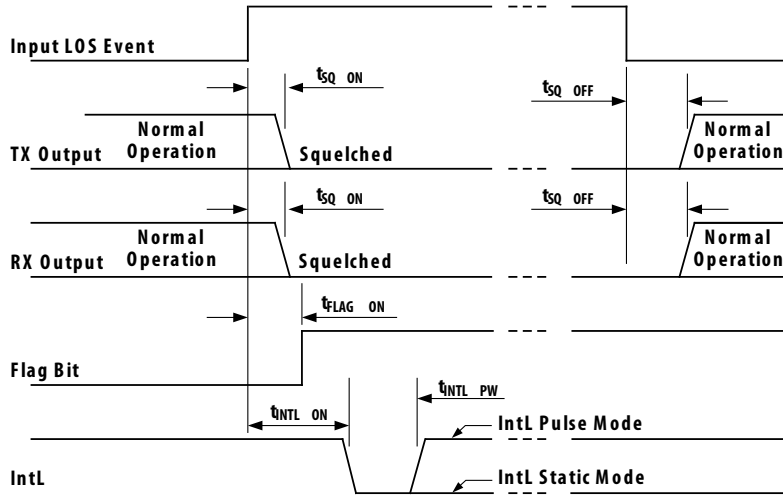 Input LOS Event
tSQ ON
tSQ OFF
Normal Operation
TX Output
Squelched
Normal Operation
tSQ ON
tSQ OFF
Normal Operation
RX Output
Squelched
Normal Operation
tFLAG ON
Flag Bit
tINTL ON
tINTL PW
IntL Pulse Mode
IntL
IntL Static Mode